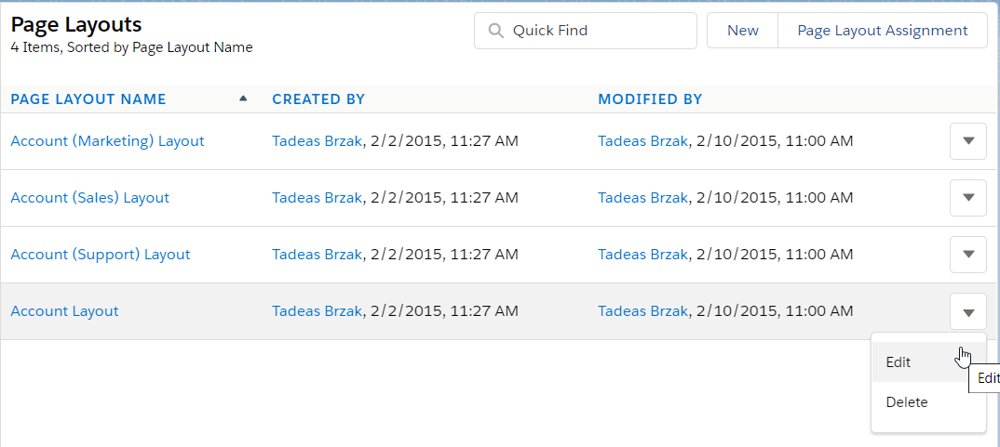 Page Layouts
4 Items, Sorted by Page Layout Name
Quick Find
New
Page Layout Assignment
PAGE LAYOUT NAME CREATED BY MODIFIED BY
Account (Marketing) Layout Tadeas Brzak, 2/2/2015, 11:27 AM Tadeas Brzak, 2/10/2015, 11:00 AM
Account (Sales) Layout Tadeas Brzak, 2/2/2015, 11:27 AM Tadeas Brzak, 2/10/2015, 11:00 AM
Account (Support) Layout Tadeas Brzak, 2/2/2015, 11:27 AM Tadeas Brzak, 2/10/2015, 11:00 AM
Account Layout Tadeas Brzak, 2/2/2015, 11:27 AM Tadeas Brzak, 2/10/2015, 11:00 AM
Edit
Edit
Delete